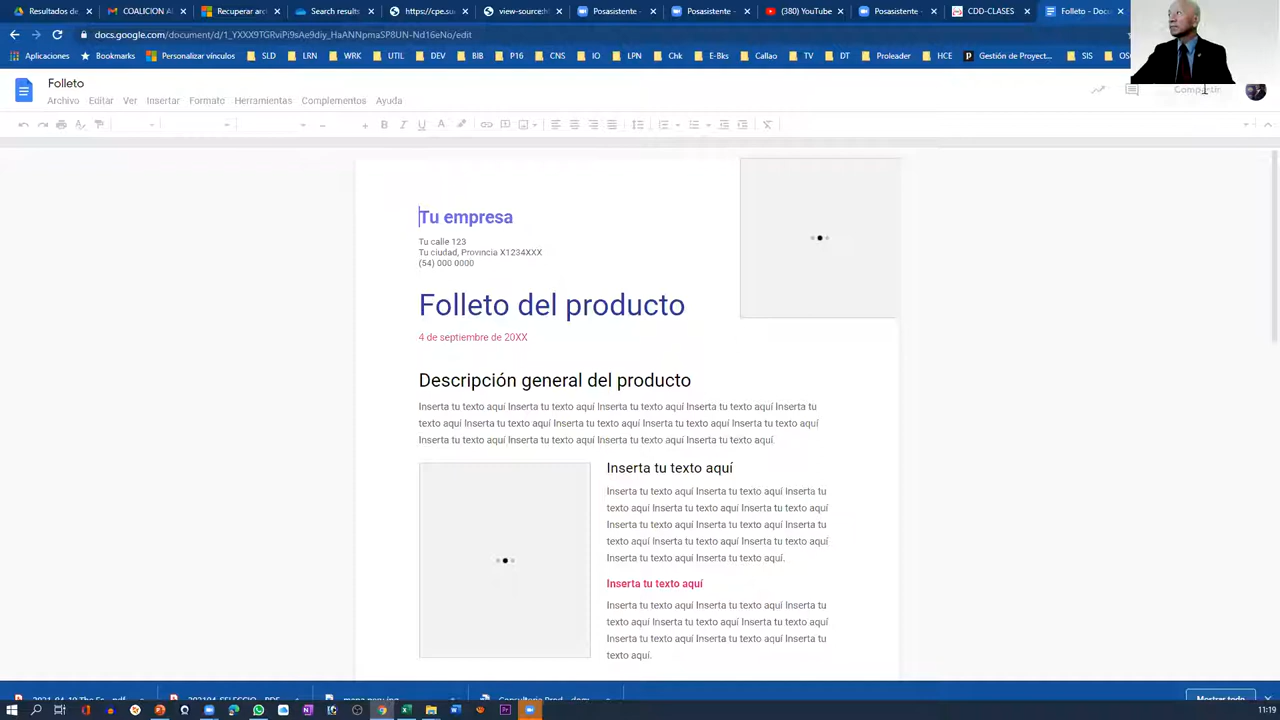 Resultados de
COALICION AL
Recuperar arc
Search results
https://cpe.su
view-source:h
Posasistente -
Posasistente -
(380) YouTube
Posasistente -
CDD-CLASES
Folleto - Doc
docs.google.com/document/d/1_YXXX9TGRviPi9sAe9diy_HaANNpmaSP8UN-Nd16eNo/edit
Aplicaciones
Bookmarks
Personalizar vínculos
SLD
LRN
WRK
UTIL
DEV
BIB
P16
CNS
IO
LPN
Chk
E-Bks
Callao
TV
DT
Proleader
HCE
Gestión de Proyect...
SIS
Folleto
Archivo Editar Ver Insertar Formato Herramientas Complementos Ayuda
Compartir
Tu empresa
Tu calle 123
Tu ciudad, Provincia X1234XXX
(54) 000 0000
Folleto del producto
4 de septiembre de 20XX
Descripción general del producto
Inserta tu texto aquí Inserta tu texto aquí Inserta tu texto aquí Inserta tu texto aquí Inserta tu
texto aquí Inserta tu texto aquí Inserta tu texto aquí Inserta tu texto aquí Inserta tu texto aquí
Inserta tu texto aquí Inserta tu texto aquí Inserta tu texto aquí Inserta tu texto aquí.
Inserta tu texto aquí
Inserta tu texto aquí Inserta tu texto aquí Inserta tu
texto aquí Inserta tu texto aquí Inserta tu texto aquí
Inserta tu texto aquí Inserta tu texto aquí Inserta tu
texto aquí Inserta tu texto aquí Inserta tu texto aquí
Inserta tu texto aquí Inserta tu texto aquí.
Inserta tu texto aquí
Inserta tu texto aquí Inserta tu texto aquí Inserta tu
texto aquí Inserta tu texto aquí Inserta tu texto aquí
Inserta tu texto aquí Inserta tu texto aquí Inserta tu
texto aquí.
Mostrar todo
11:19